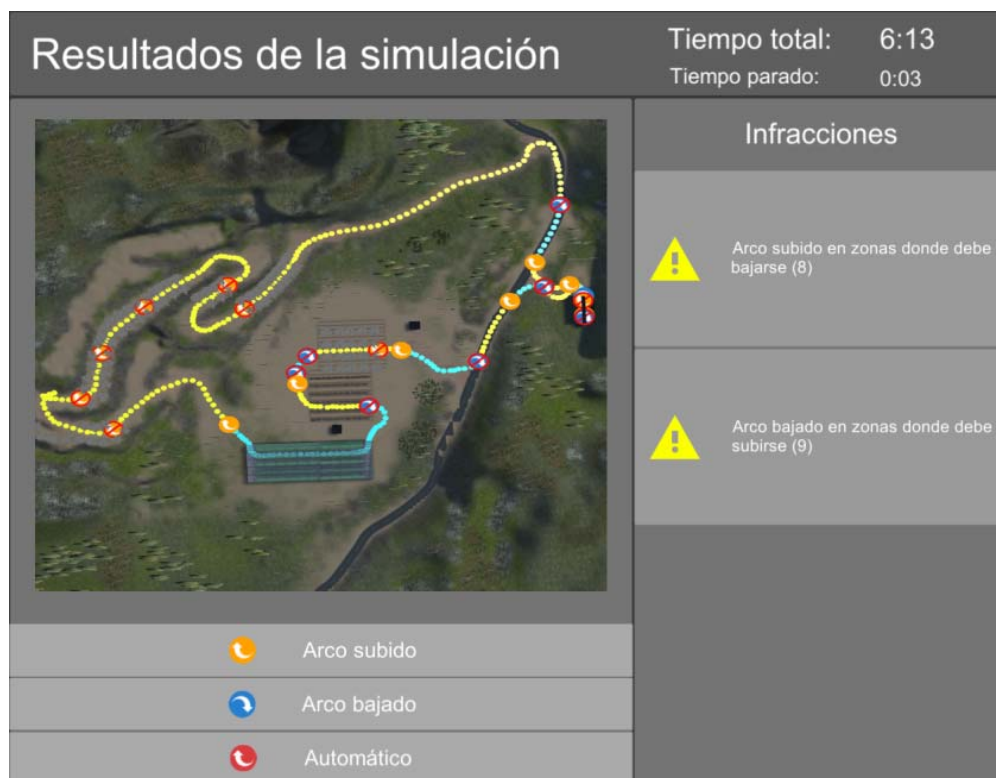 Resultados de la simulación
Tiempo total: 6:13
Tiempo parado: 0:03
Infracciones
Arco subido en zonas donde debe
bajarse (8)
Arco bajado en zonas donde debe
subirse (9)
Arco subido
Arco bajado
Automático